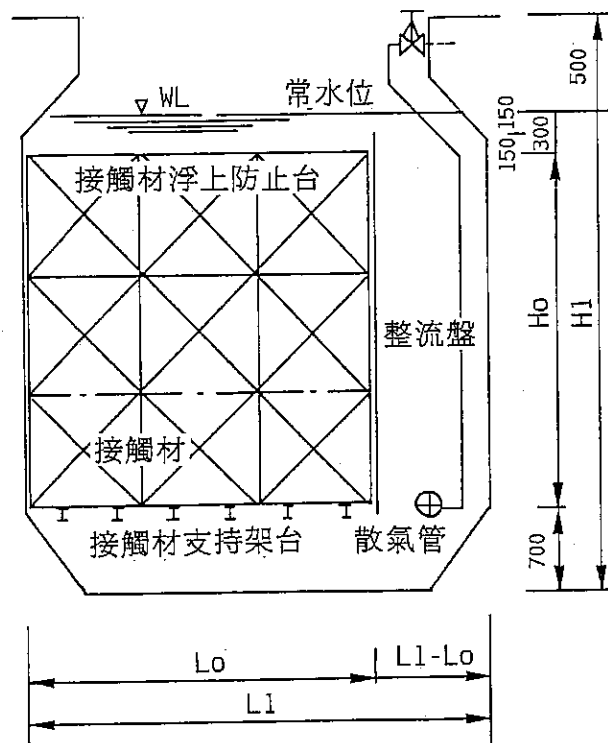 WL 常水位
500
150
150
300
接觸材浮上防止台
整流盤
Ho
H1
接觸材
接觸材支持架台
散氣管
700
Lo
L1-Lo
L1